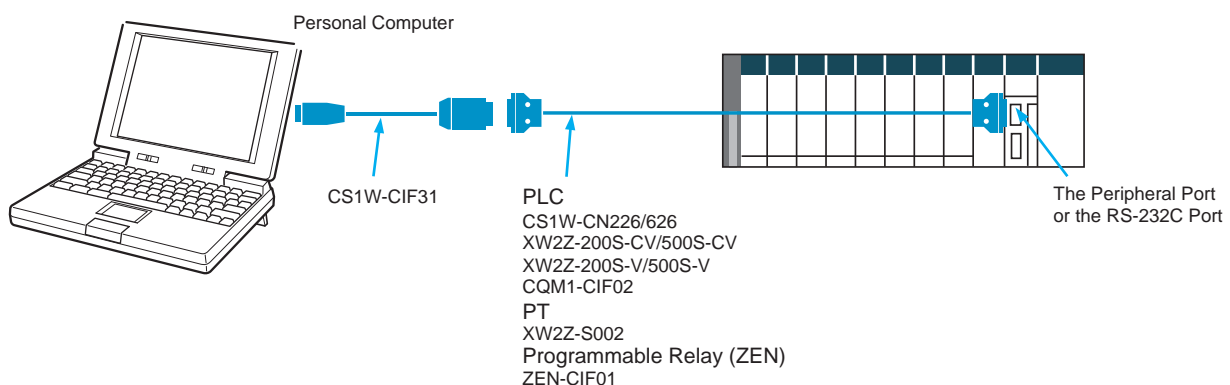 Personal Computer
CS1W-CIF31
PLC
CS1W-CN226/626
XW2Z-200S-CV/500S-CV
XW2Z-200S-V/500S-V
CQM1-CIF02
PT
XW2Z-S002
Programmable Relay (ZEN)
ZEN-CIF01
The Peripheral Port
or the RS-232C Port